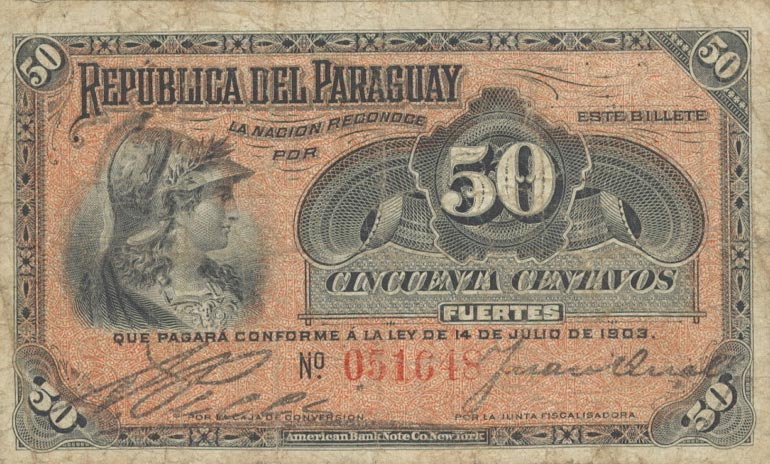 50 50
REPÚBLICA DEL PARAGUAY
LA NACION RECONOCE ESTE BILLETE
POR
50
CINCUENTA CENTAVOS
FUERTES
QUE PAGARÁ CONFORME Á LA LEY DE 14 DE JULIO DE 1903.
Nº 051648
POR LA CAJA DE CONVERSION POR LA JUNTA FISCALISADORA
50 50
American Bank Note Co. New York